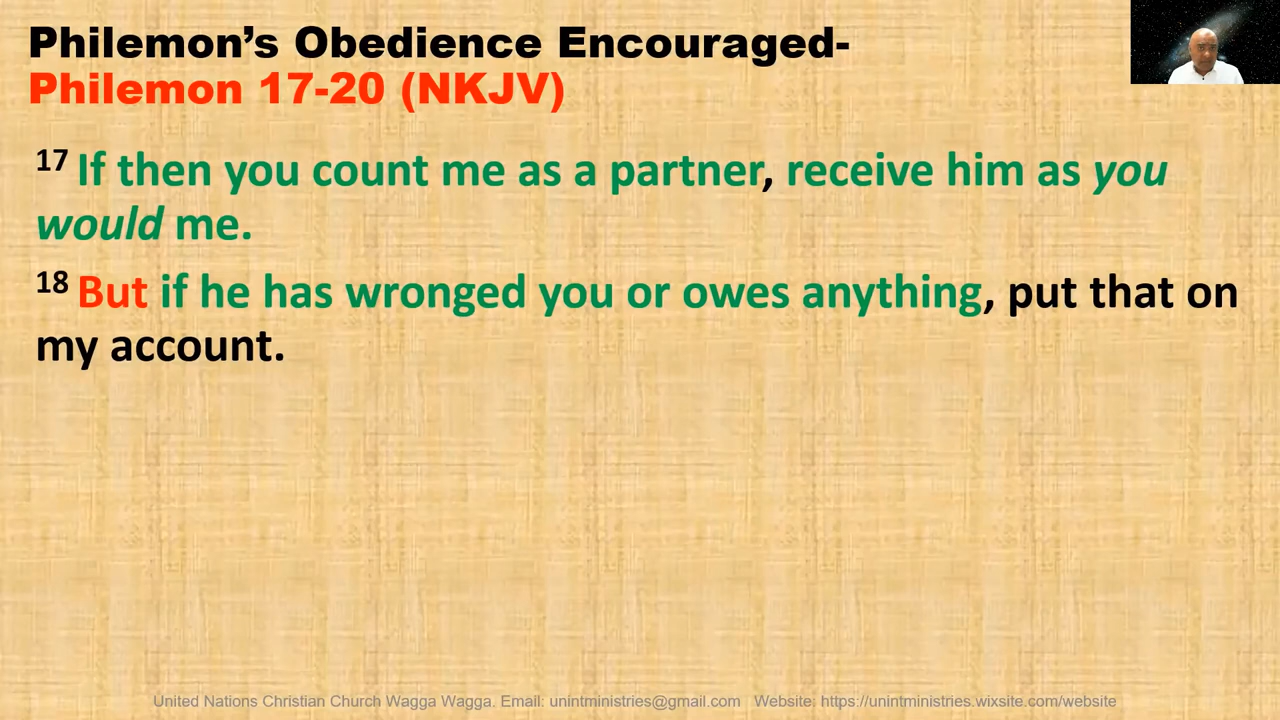 Philemon’s Obedience Encouraged-
Philemon 17-20 (NKJV)
17 If then you count me as a partner, receive him as you
would me.
18 But if he has wronged you or owes anything, put that on
my account.
United Nations Christian Church Wagga Wagga. Email: unintministries@gmail.com Website: https://unintministries.wixsite.com/website